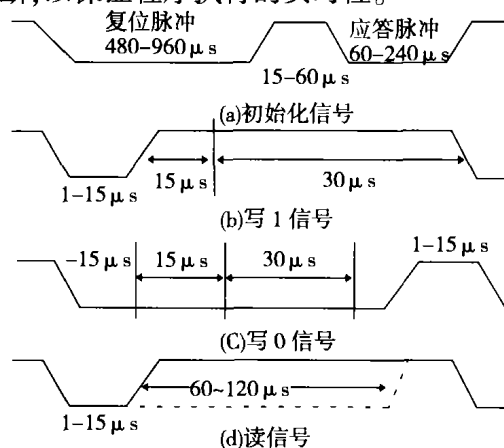 复位脉冲
480-960μs
应答脉冲
60-240μs
15-60μs
(a)初始化信号
1-15μs
15μs
30μs
(b)写1信号
-15μs
15μs
30μs
1-15μs
(C)写0信号
60~120μs
1-15μs
(d)读信号